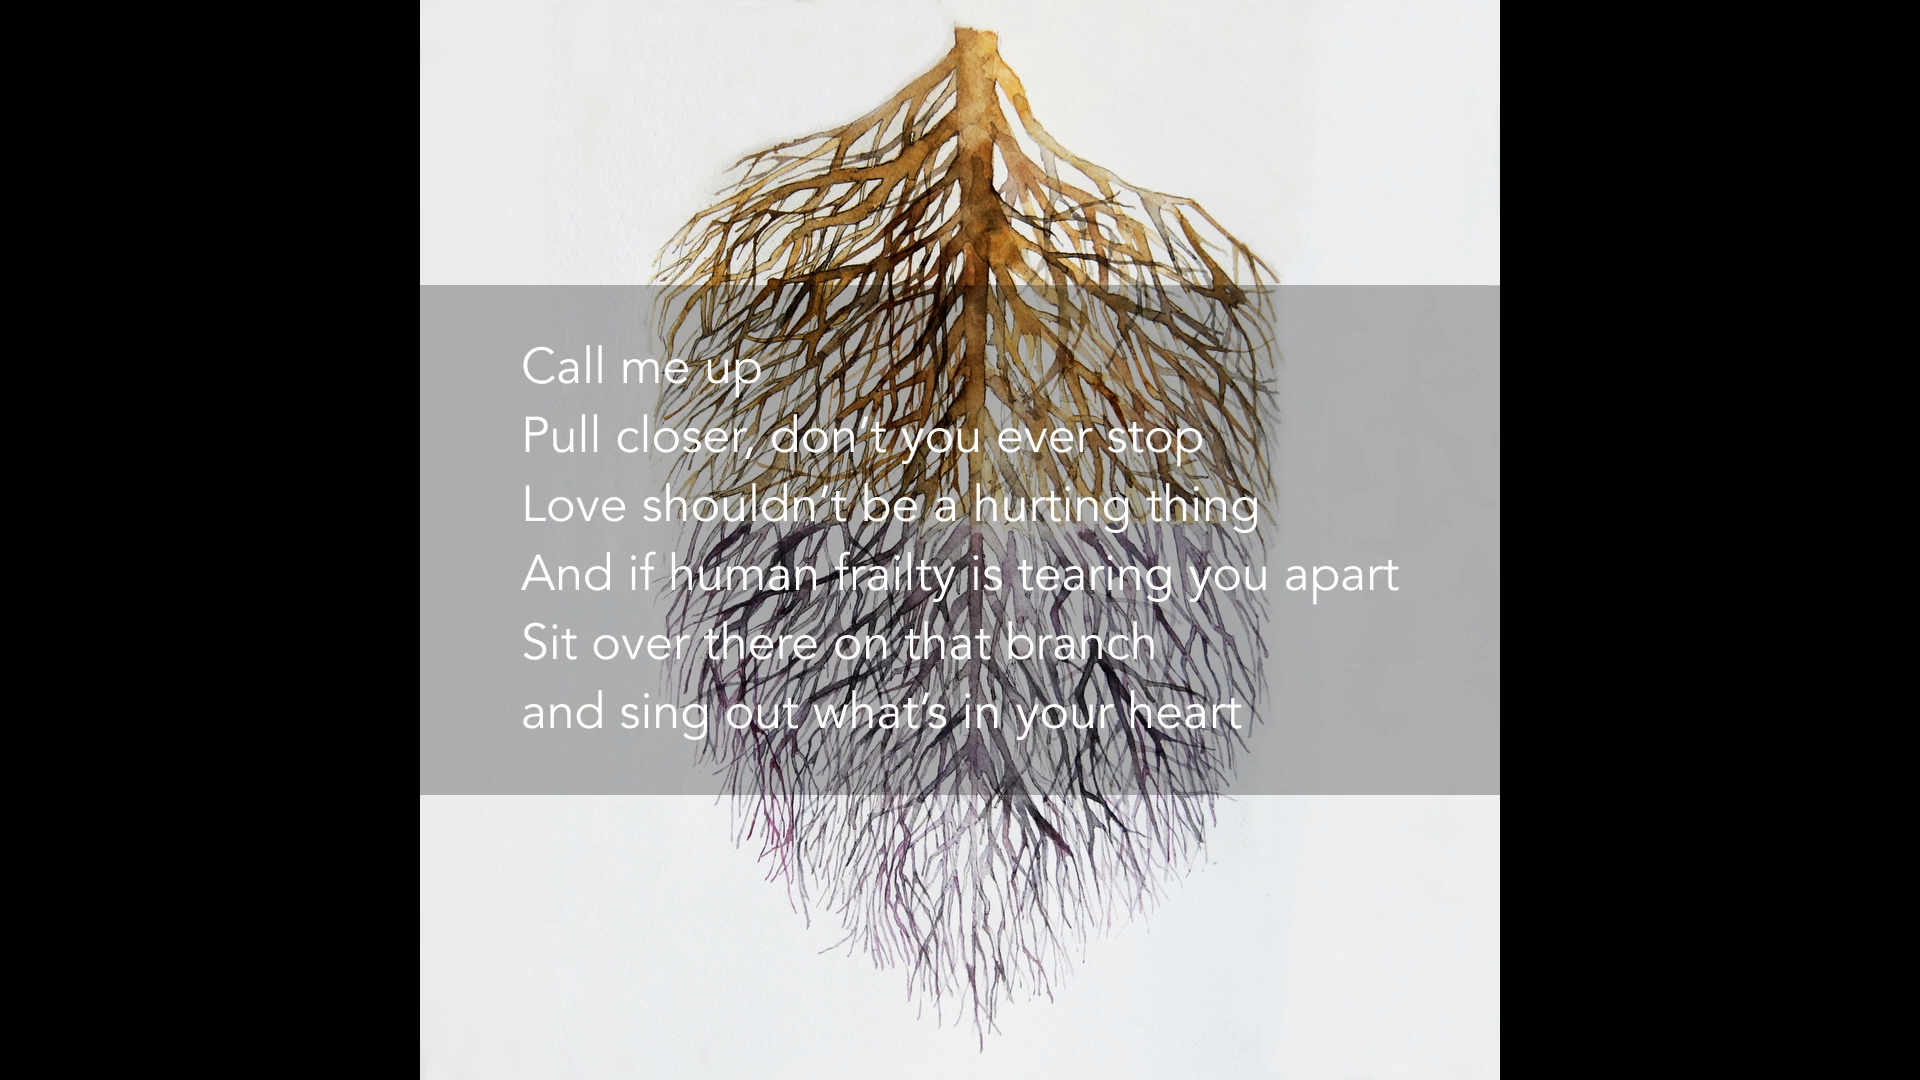 Call me up
Pull closer, don’t you ever stop
Love shouldn’t be a hurting thing
And if human frailty is tearing you apart
Sit over there on that branch
and sing out what’s in your heart